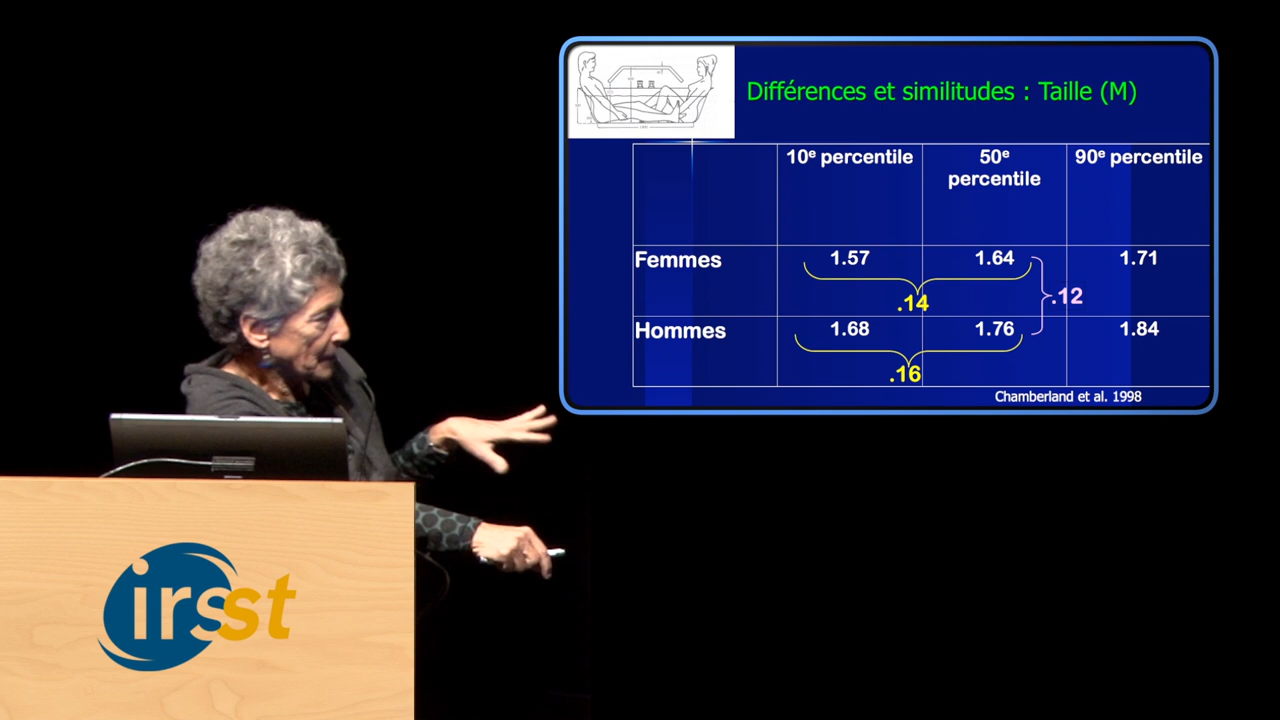 Différences et similitudes : Taille (M)
10e percentile
50e
percentile
90e percentile
Femmes
1.57
1.64
1.71
.14
.12
Hommes
1.68
1.76
1.84
.16
Chamberland et al. 1998
irsst